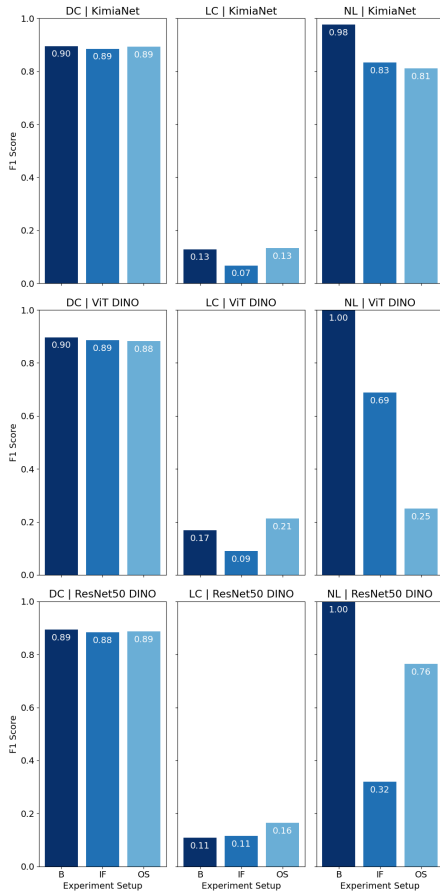 DC | KimiaNet
LC | KimiaNet
NL | KimiaNet
F1 Score
1.0
0.8
0.6
0.4
0.2
0.0
0.90
0.89
0.89
0.13
0.07
0.13
0.98
0.83
0.81
DC | ViT DINO
LC | ViT DINO
NL | ViT DINO
F1 Score
1.0
0.8
0.6
0.4
0.2
0.0
0.90
0.89
0.88
0.17
0.09
0.21
1.00
0.69
0.25
DC | ResNet50 DINO
LC | ResNet50 DINO
NL | ResNet50 DINO
F1 Score
1.0
0.8
0.6
0.4
0.2
0.0
0.89
0.88
0.89
0.11
0.11
0.16
1.00
0.32
0.76
B IF OS
B IF OS
B IF OS
Experiment Setup
Experiment Setup
Experiment Setup